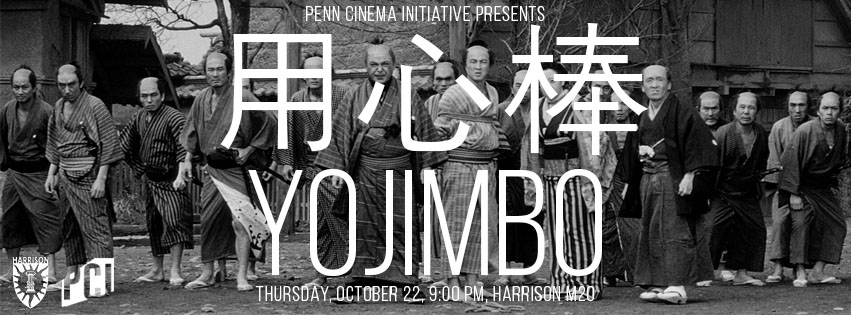 PENN CINEMA INITIATIVE PRESENTS
用心棒
YOJIMBO
HARRISON
PCI
THURSDAY, OCTOBER 22, 9:00 PM, HARRISON M20